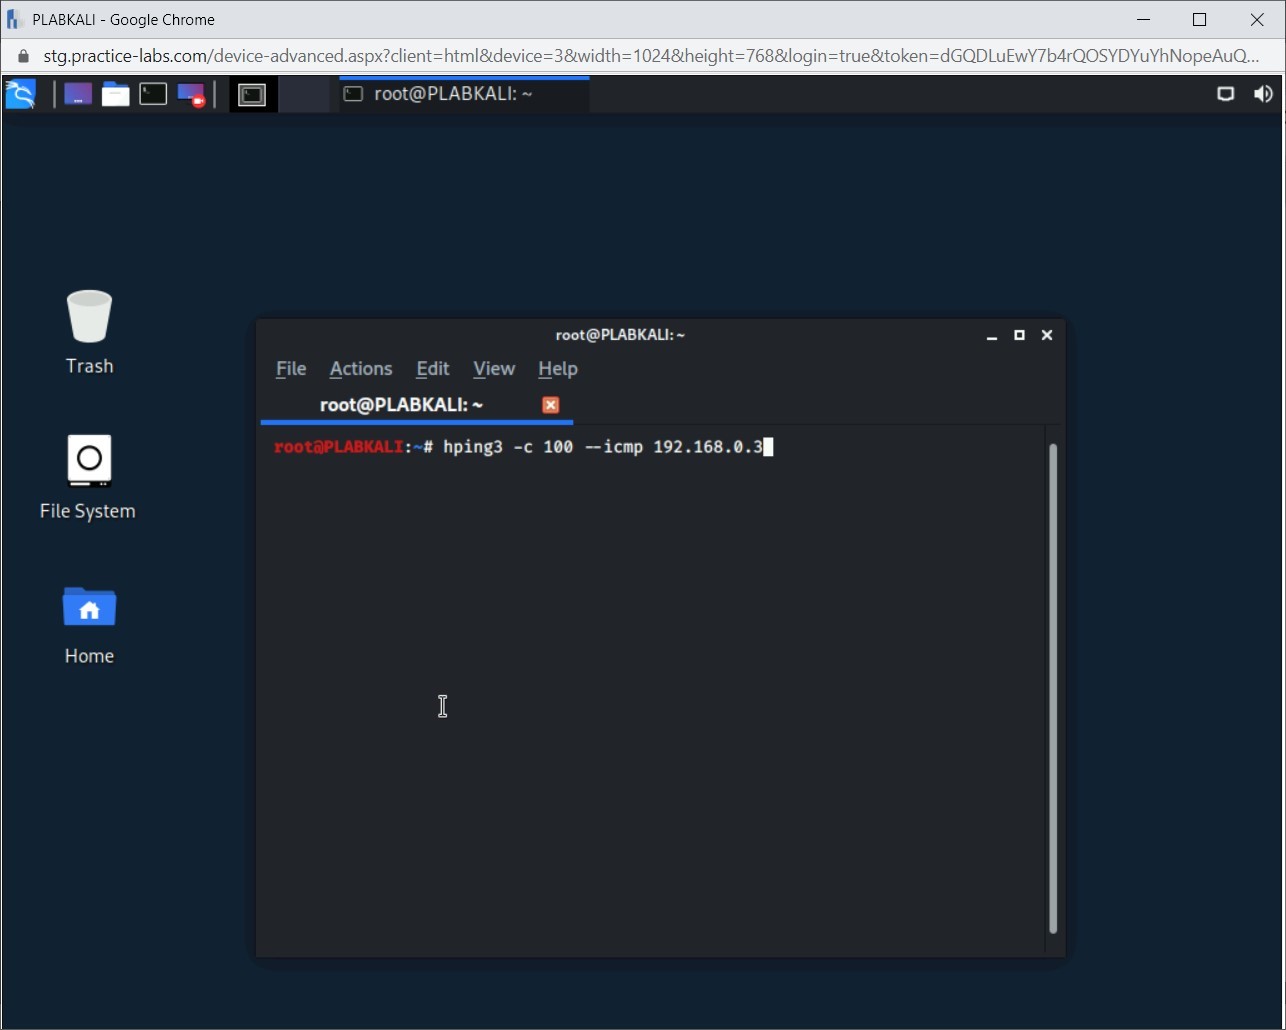 PLABKALI - Google Chrome
stg.practice-labs.com/device-advanced.aspx?client=html&device=3&width=1024&height=768&login=true&token=dGQDLuEwY7b4rQOSYDYuYhNopeAuQ...
root@PLABKALI: ~
Trash
File System
Home
root@PLABKALI: ~
File Actions Edit View Help
root@PLABKALI: ~
root@PLABKALI:~# hping3 -c 100 --icmp 192.168.0.3